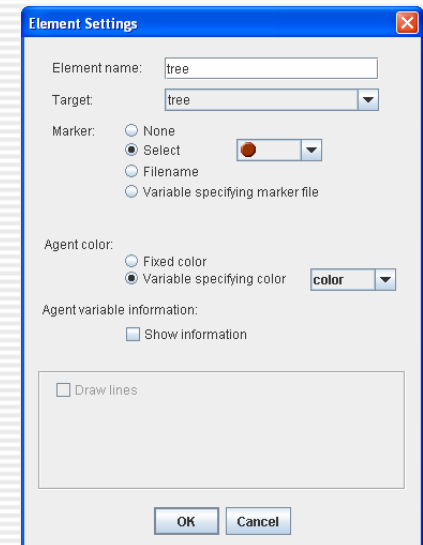 Element Settings
Element name: tree
Target: tree
Marker: None
Select
Filename
Variable specifying marker file
Agent color:
Fixed color
Variable specifying color color
Agent variable information:
Show information
Draw lines
OK Cancel